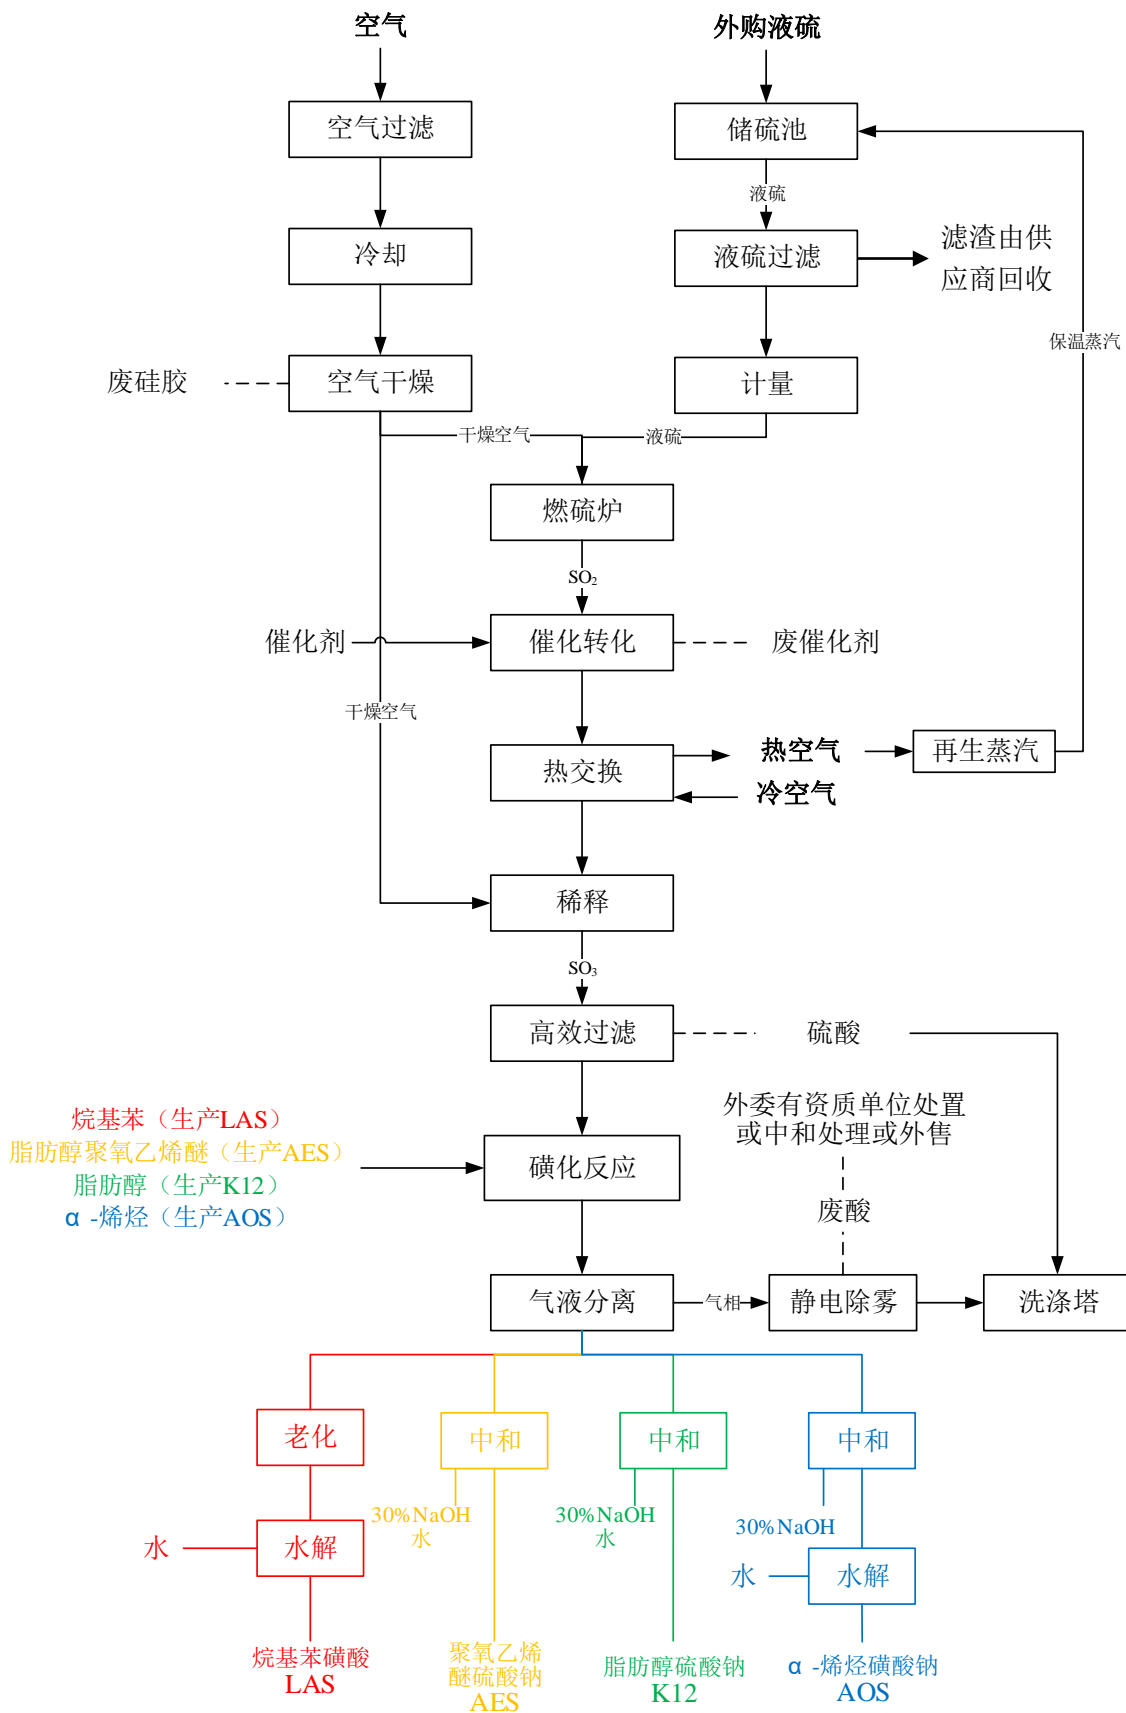 空气
外购液硫
空气过滤
储硫池
液硫
冷却
液硫过滤
滤渣由供
应商回收
保温蒸汽
废硅胶
空气干燥
计量
干燥空气
液硫
燃硫炉
SO₂
催化剂
催化转化
废催化剂
干燥空气
热交换
热空气
再生蒸汽
冷空气
稀释
SO₃
高效过滤
硫酸
外委有资质单位处置
或中和处理或外售
烷基苯（生产LAS）
脂肪醇聚氧乙烯醚（生产AES）
脂肪醇（生产K12）
α -烯烃（生产AOS）
磺化反应
废酸
气液分离
气相
静电除雾
洗涤塔
老化
中和
中和
中和
30%NaOH
水
30%NaOH
水
30%NaOH
水
水解
水
水解
烷基苯磺酸
LAS
聚氧乙烯
醚硫酸钠
AES
脂肪醇硫酸钠
K12
α -烯烃磺酸钠
AOS